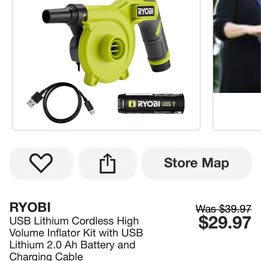 RYOBI
RYOBI
Store Map
RYOBI
Was $39.97
USB Lithium Cordless High
$29.97
Volume Inflator Kit with USB
Lithium 2.0 Ah Battery and
Charging Cable